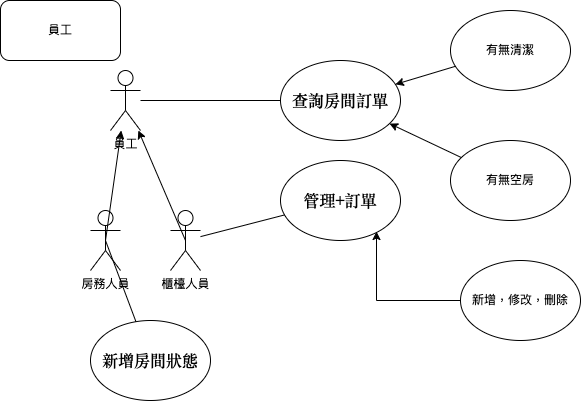 員工
有無清潔
查詢房間訂單
員工
有無空房
管理+訂單
房務人員
櫃檯人員
新增，修改，刪除
新增房間狀態